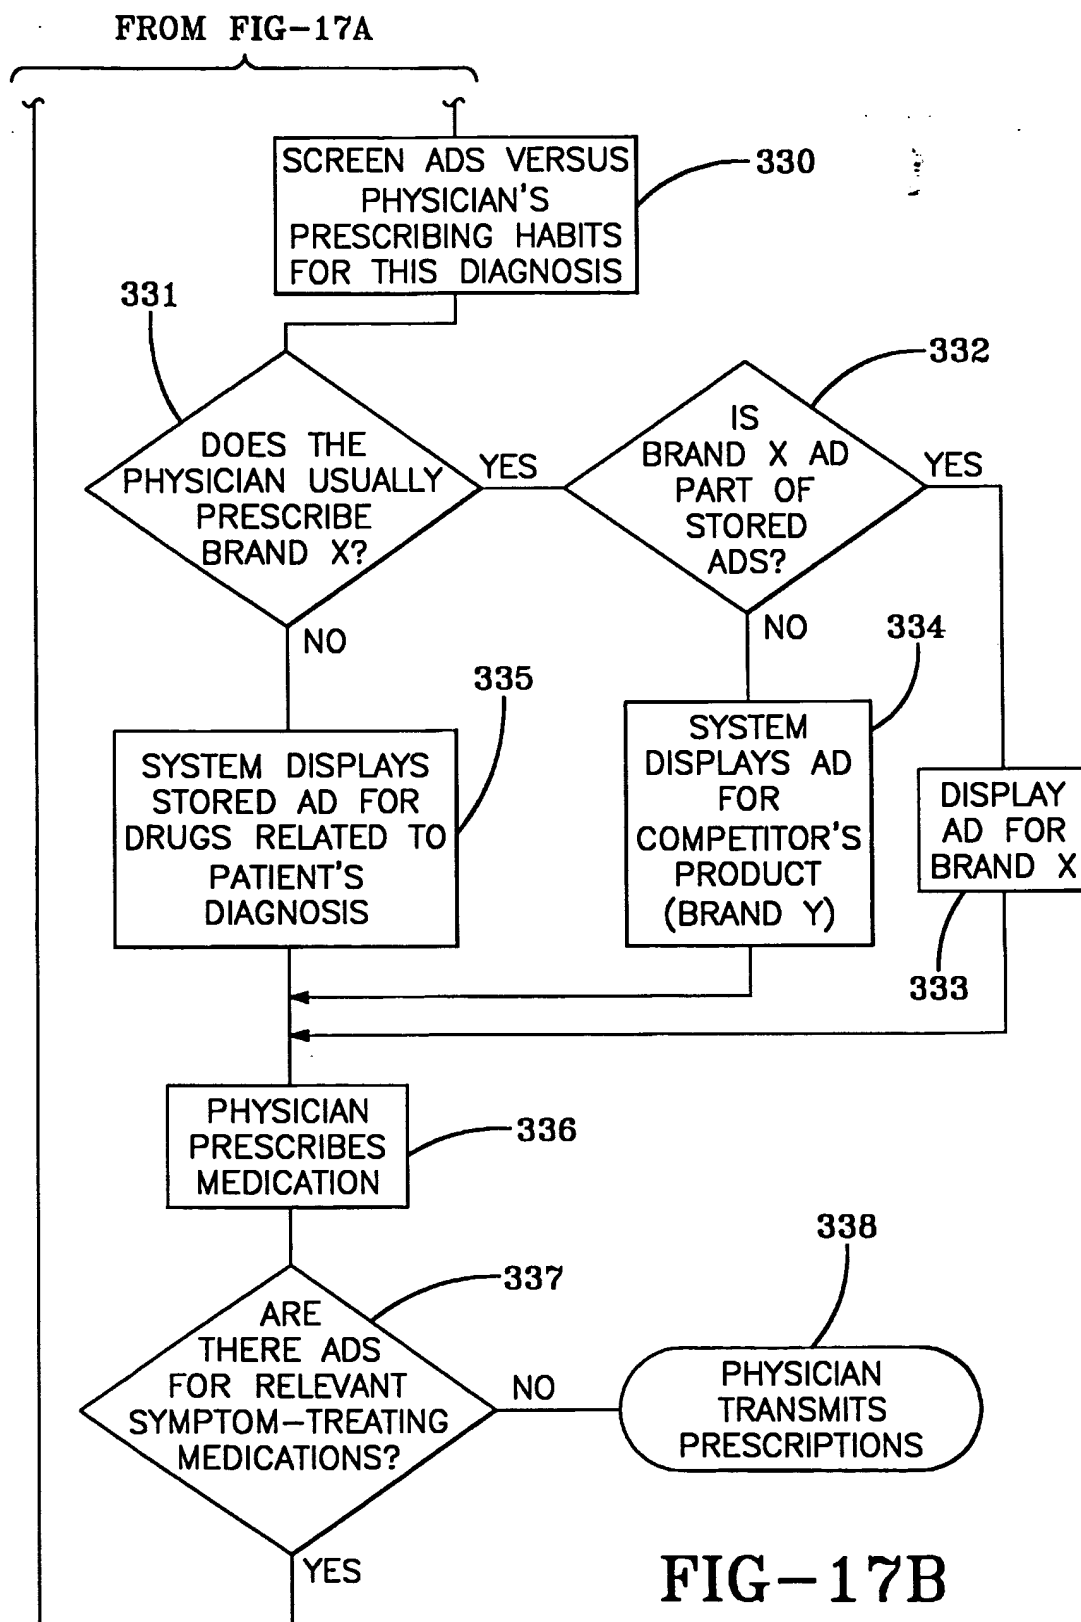 FROM FIG-17A
SCREEN ADS VERSUS
PHYSICIAN'S
PRESCRIBING HABITS
FOR THIS DIAGNOSIS
330
331
DOES THE
PHYSICIAN USUALLY
PRESCRIBE
BRAND X?
YES
NO
332
IS
BRAND X AD
PART OF
STORED
ADS?
YES
NO
335
SYSTEM DISPLAYS
STORED AD FOR
DRUGS RELATED TO
PATIENT'S
DIAGNOSIS
334
SYSTEM
DISPLAYS AD
FOR
COMPETITOR'S
PRODUCT
(BRAND Y)
DISPLAY
AD FOR
BRAND X
333
PHYSICIAN
PRESCRIBES
MEDICATION
336
337
ARE
THERE ADS
FOR RELEVANT
SYMPTOM-TREATING
MEDICATIONS?
NO
YES
338
PHYSICIAN
TRANSMITS
PRESCRIPTIONS
FIG-17B